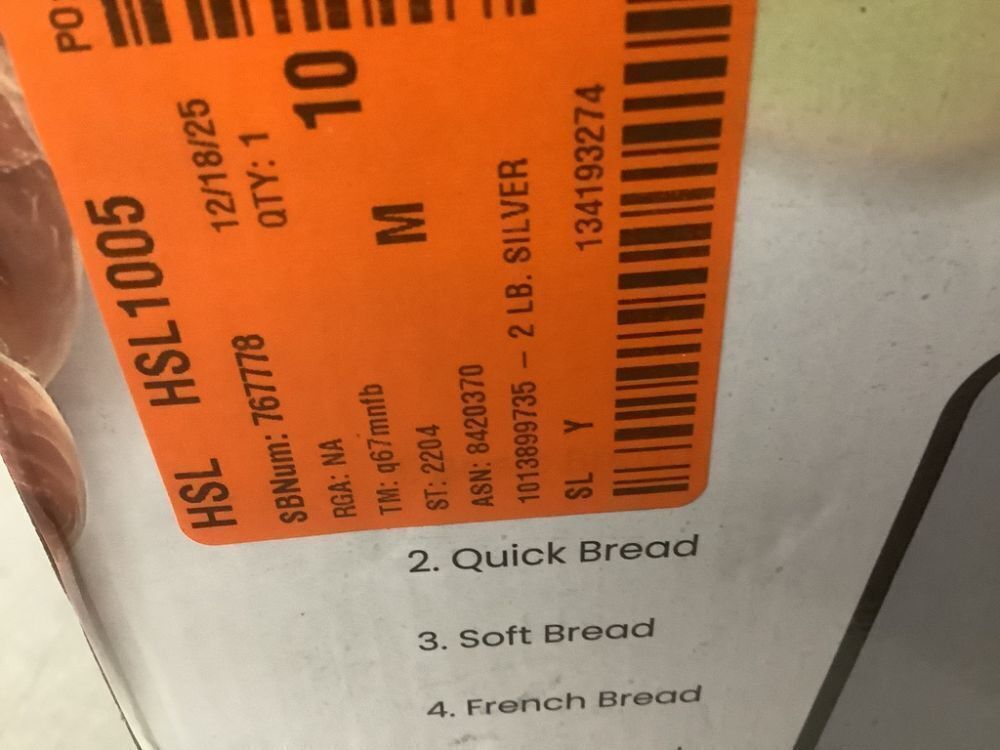 PO
HSL HSL1005
12/18/25
SBNum: 767778 QTY: 1
RGA: NA 10
TM: q67mnfb M
ST: 2204
ASN: 8420370
1013899735 – 2 LB. SILVER
SL Y 134193274
2. Quick Bread
3. Soft Bread
4. French Bread